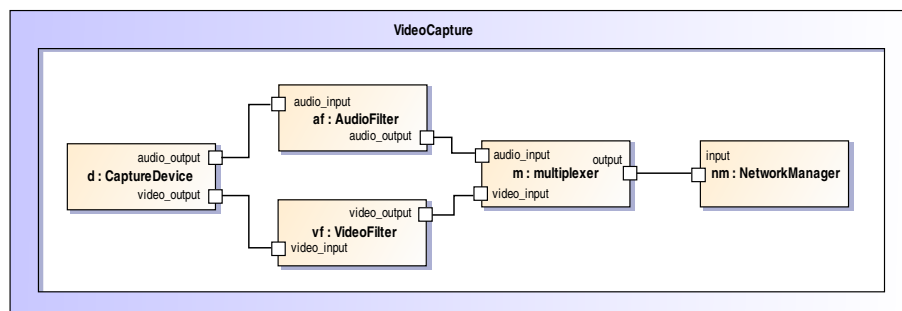 VideoCapture
audio_input
af : AudioFilter
audio_output
audio_output
d : CaptureDevice
video_output
video_output
vf : VideoFilter
video_input
audio_input
output
m : multiplexer
video_input
input
nm : NetworkManager